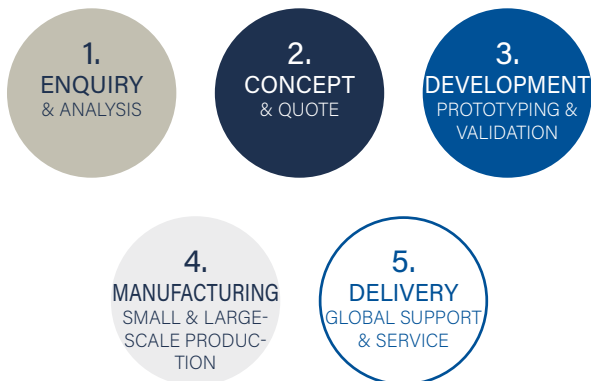 1.
ENQUIRY
& ANALYSIS
2.
CONCEPT
& QUOTE
3.
DEVELOPMENT
PROTOTYPING &
VALIDATION
4.
MANUFACTURING
SMALL & LARGE-
SCALE PRODUC-
TION
5.
DELIVERY
GLOBAL SUPPORT
& SERVICE